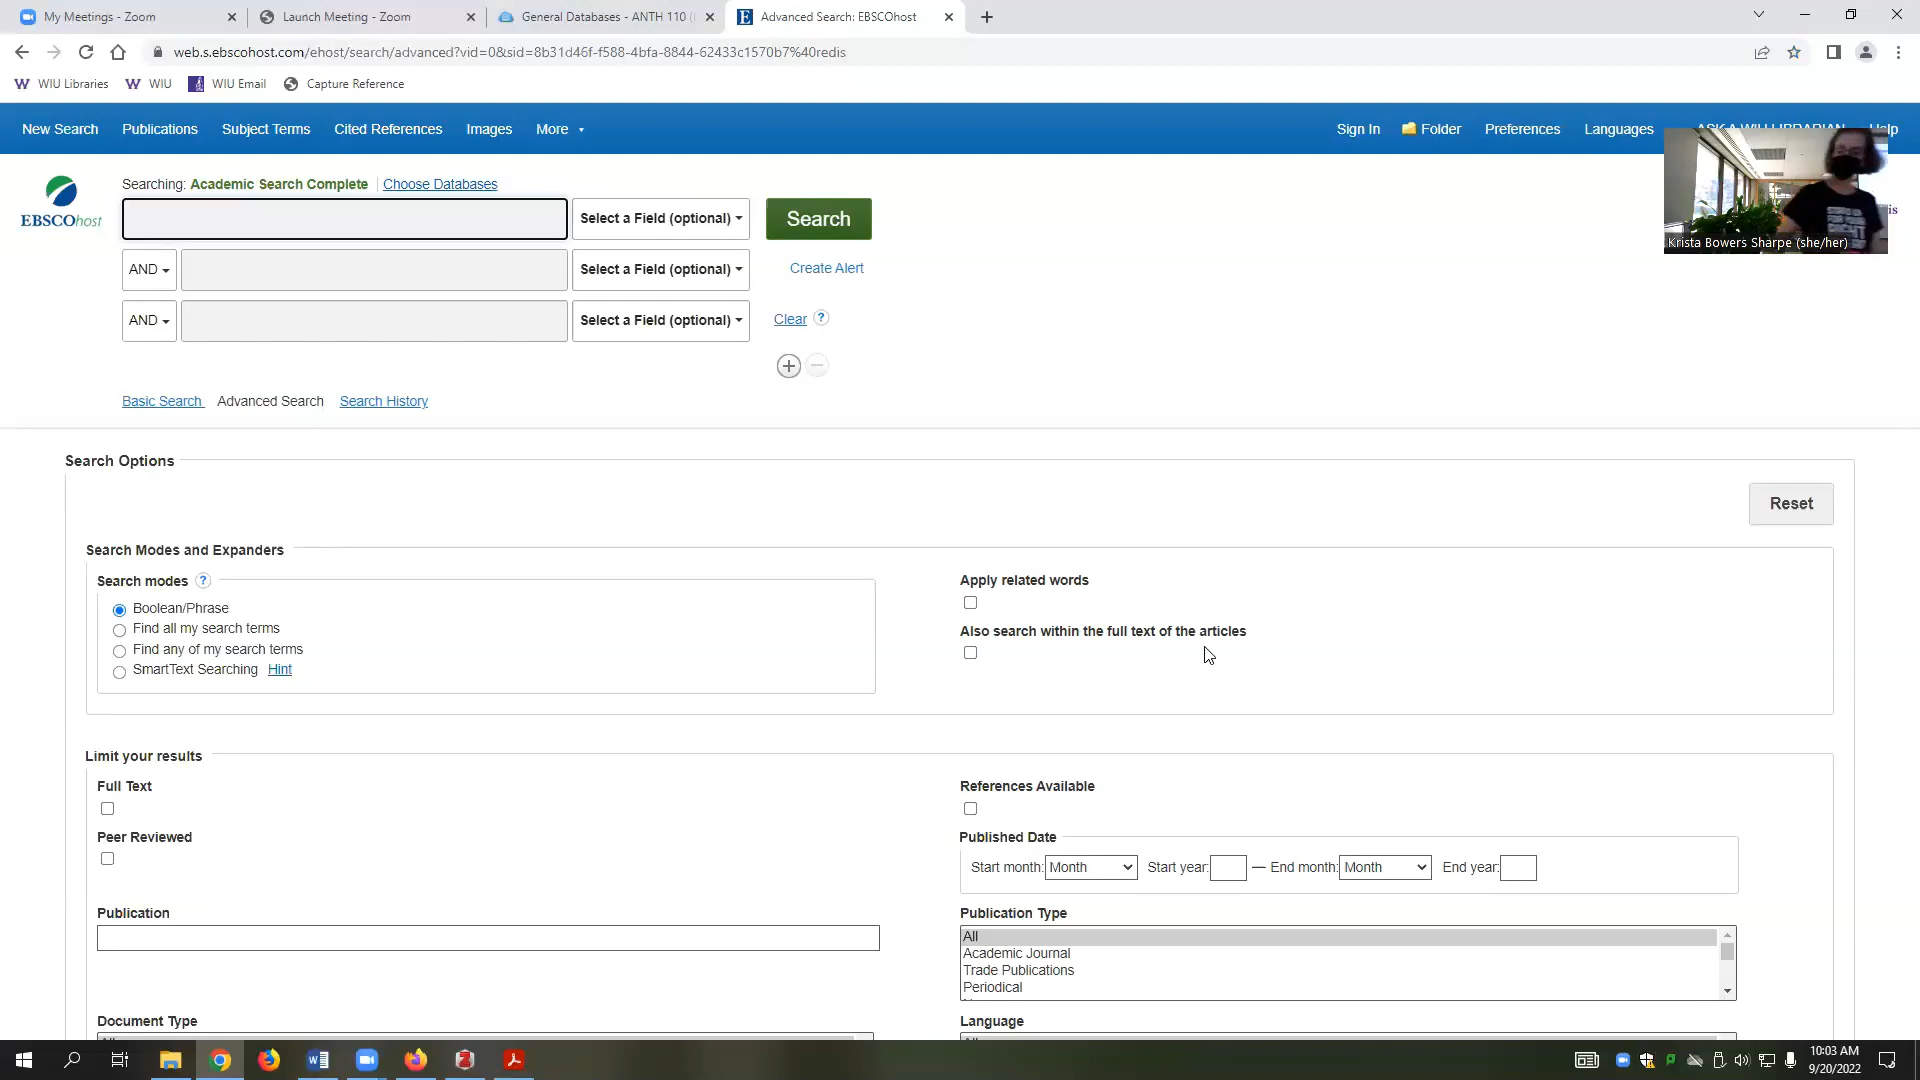 My Meetings - Zoom
Launch Meeting - Zoom
General Databases - ANTH 110 (
Advanced Search: EBSCOhost
web.s.ebscohost.com/ehost/search/advanced?vid=0&sid=8b31d46f-f588-4bfa-8844-62433c1570b7%40redis
WIU Libraries
WIU
WIU Email
Capture Reference
New Search
Publications
Subject Terms
Cited References
Images
More
Sign In
Folder
Preferences
Languages
ASK A WIU LIBRARIAN
Help
Krista Bowers Sharpe (she/her)
EBSCOhost
Searching: Academic Search Complete
Choose Databases
Select a Field (optional)
Search
AND
Select a Field (optional)
Create Alert
AND
Select a Field (optional)
Clear
?
Basic Search
Advanced Search
Search History
Search Options
Reset
Search Modes and Expanders
Search modes ?
Boolean/Phrase
Find all my search terms
Find any of my search terms
SmartText Searching Hint
Apply related words
Also search within the full text of the articles
Limit your results
Full Text
References Available
Peer Reviewed
Published Date
Start month: Month Start year: — End month: Month End year:
Publication
Publication Type
All
Academic Journal
Trade Publications
Periodical
Document Type
Language
10:03 AM
9/20/2022